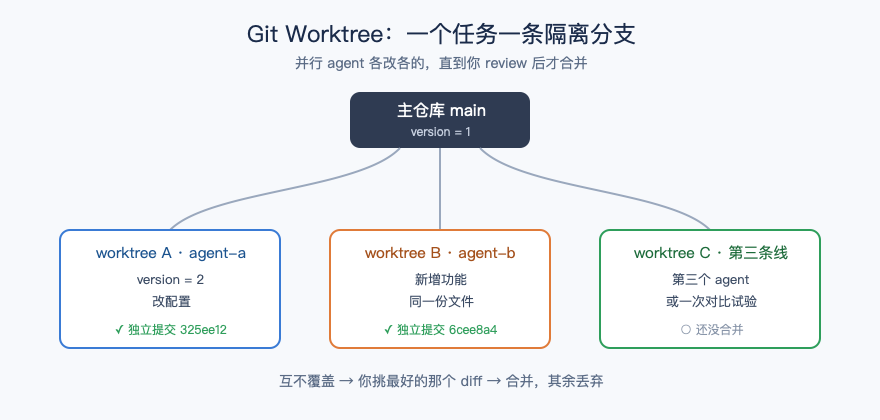 Git Worktree：一个任务一条隔离分支
并行 agent 各改各的，直到你 review 后才合并
主仓库 main
version = 1
worktree A · agent-a
version = 2
改配置
✓ 独立提交 325ee12
worktree B · agent-b
新增功能
同一份文件
✓ 独立提交 6cee8a4
worktree C · 第三条线
第三个 agent
或一次对比试验
○ 还没合并
互不覆盖 → 你挑最好的那个 diff → 合并，其余丢弃